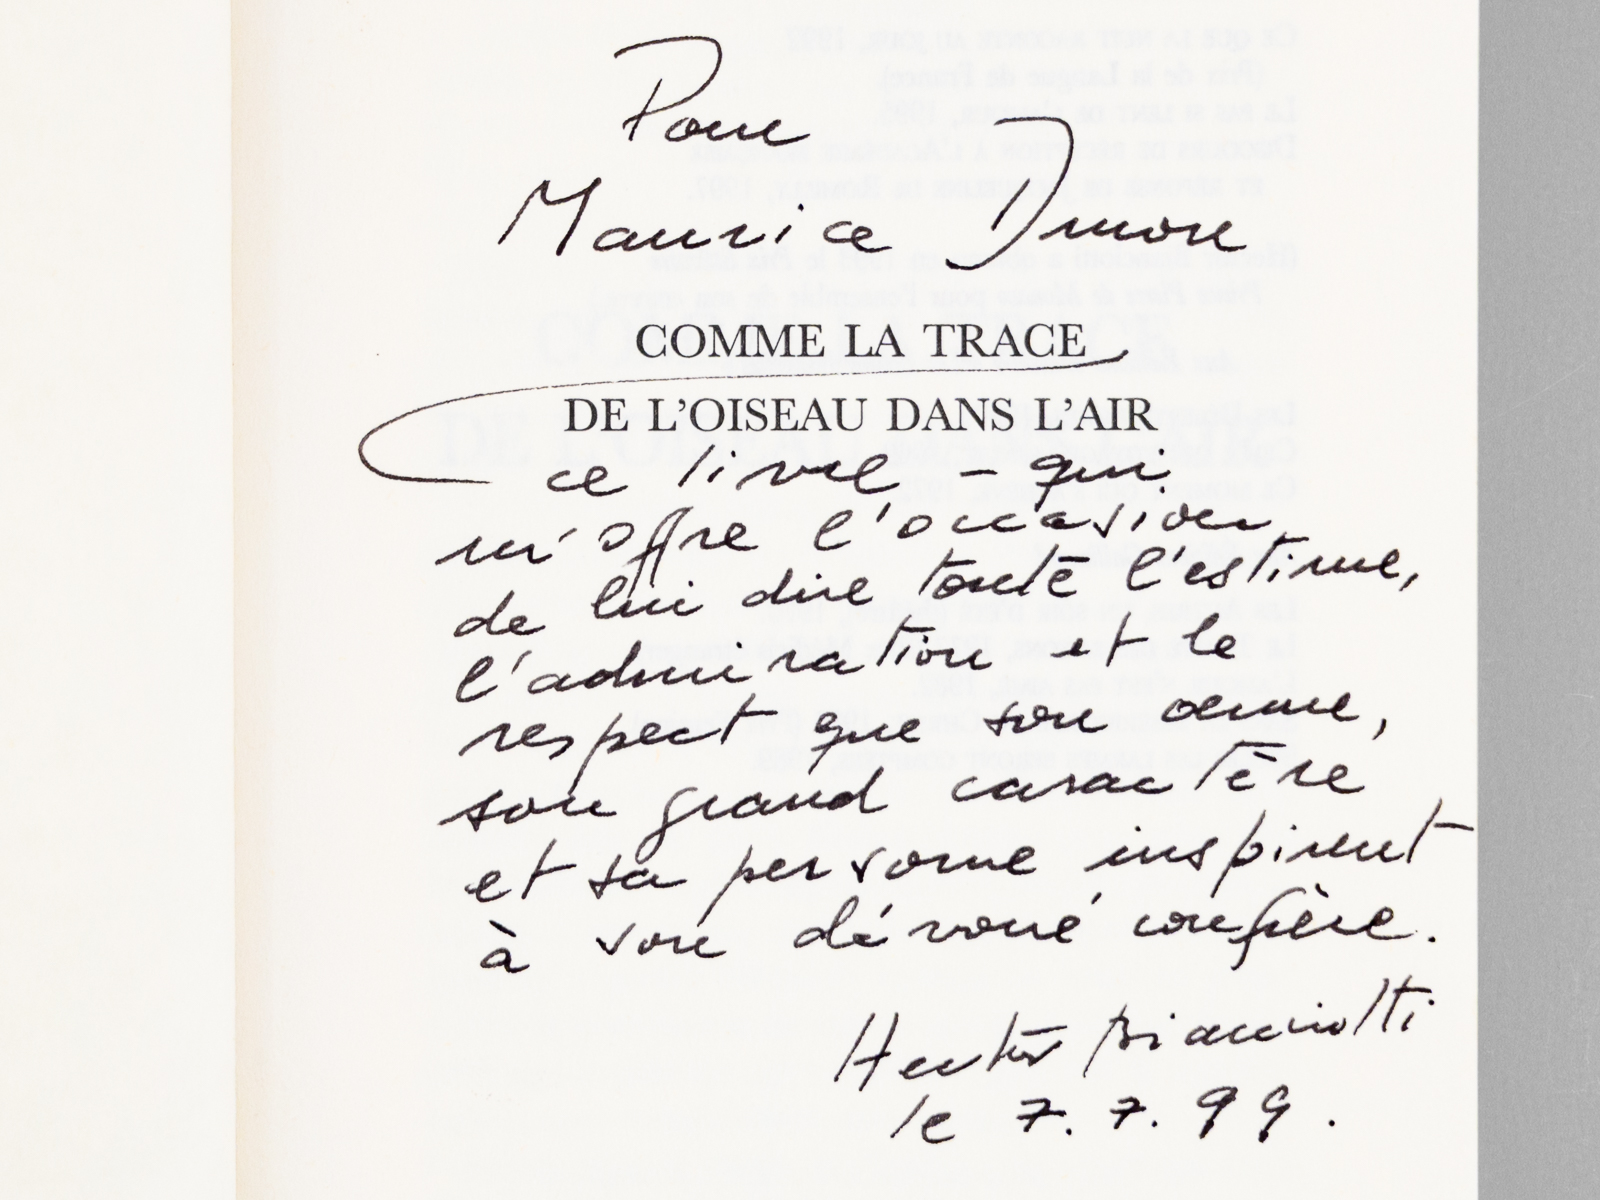 Pour
Maurice Druon
COMME LA TRACE
DE L'OISEAU DANS L'AIR
ce livre – qui
m'offre l'occasion
de lui dire toute l'estime,
l'admiration et le
respect que son œuvre,
son grand caractère
et sa personne inspirent
à son dévoué confrère.
Hector Bianciotti
le 7.7.99.